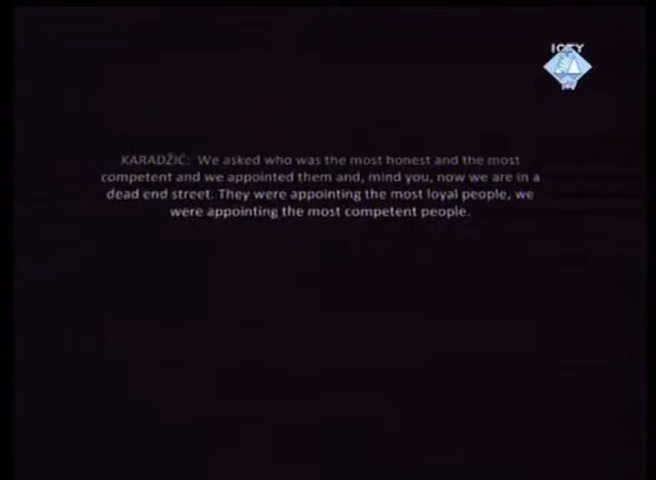 ICTY
KARADŽIĆ: We asked who was the most honest and the most
competent and we appointed them and, mind you, now we are in a
dead end street. They were appointing the most loyal people, we
were appointing the most competent people.